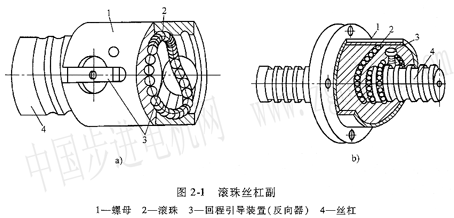 1
2
3
4
a)
1
2
3
4
b)
中国步进电机网
图 2-1 滚珠丝杠副
1—螺母 2—滚珠 3—回程引导装置(反向器) 4—丝杠